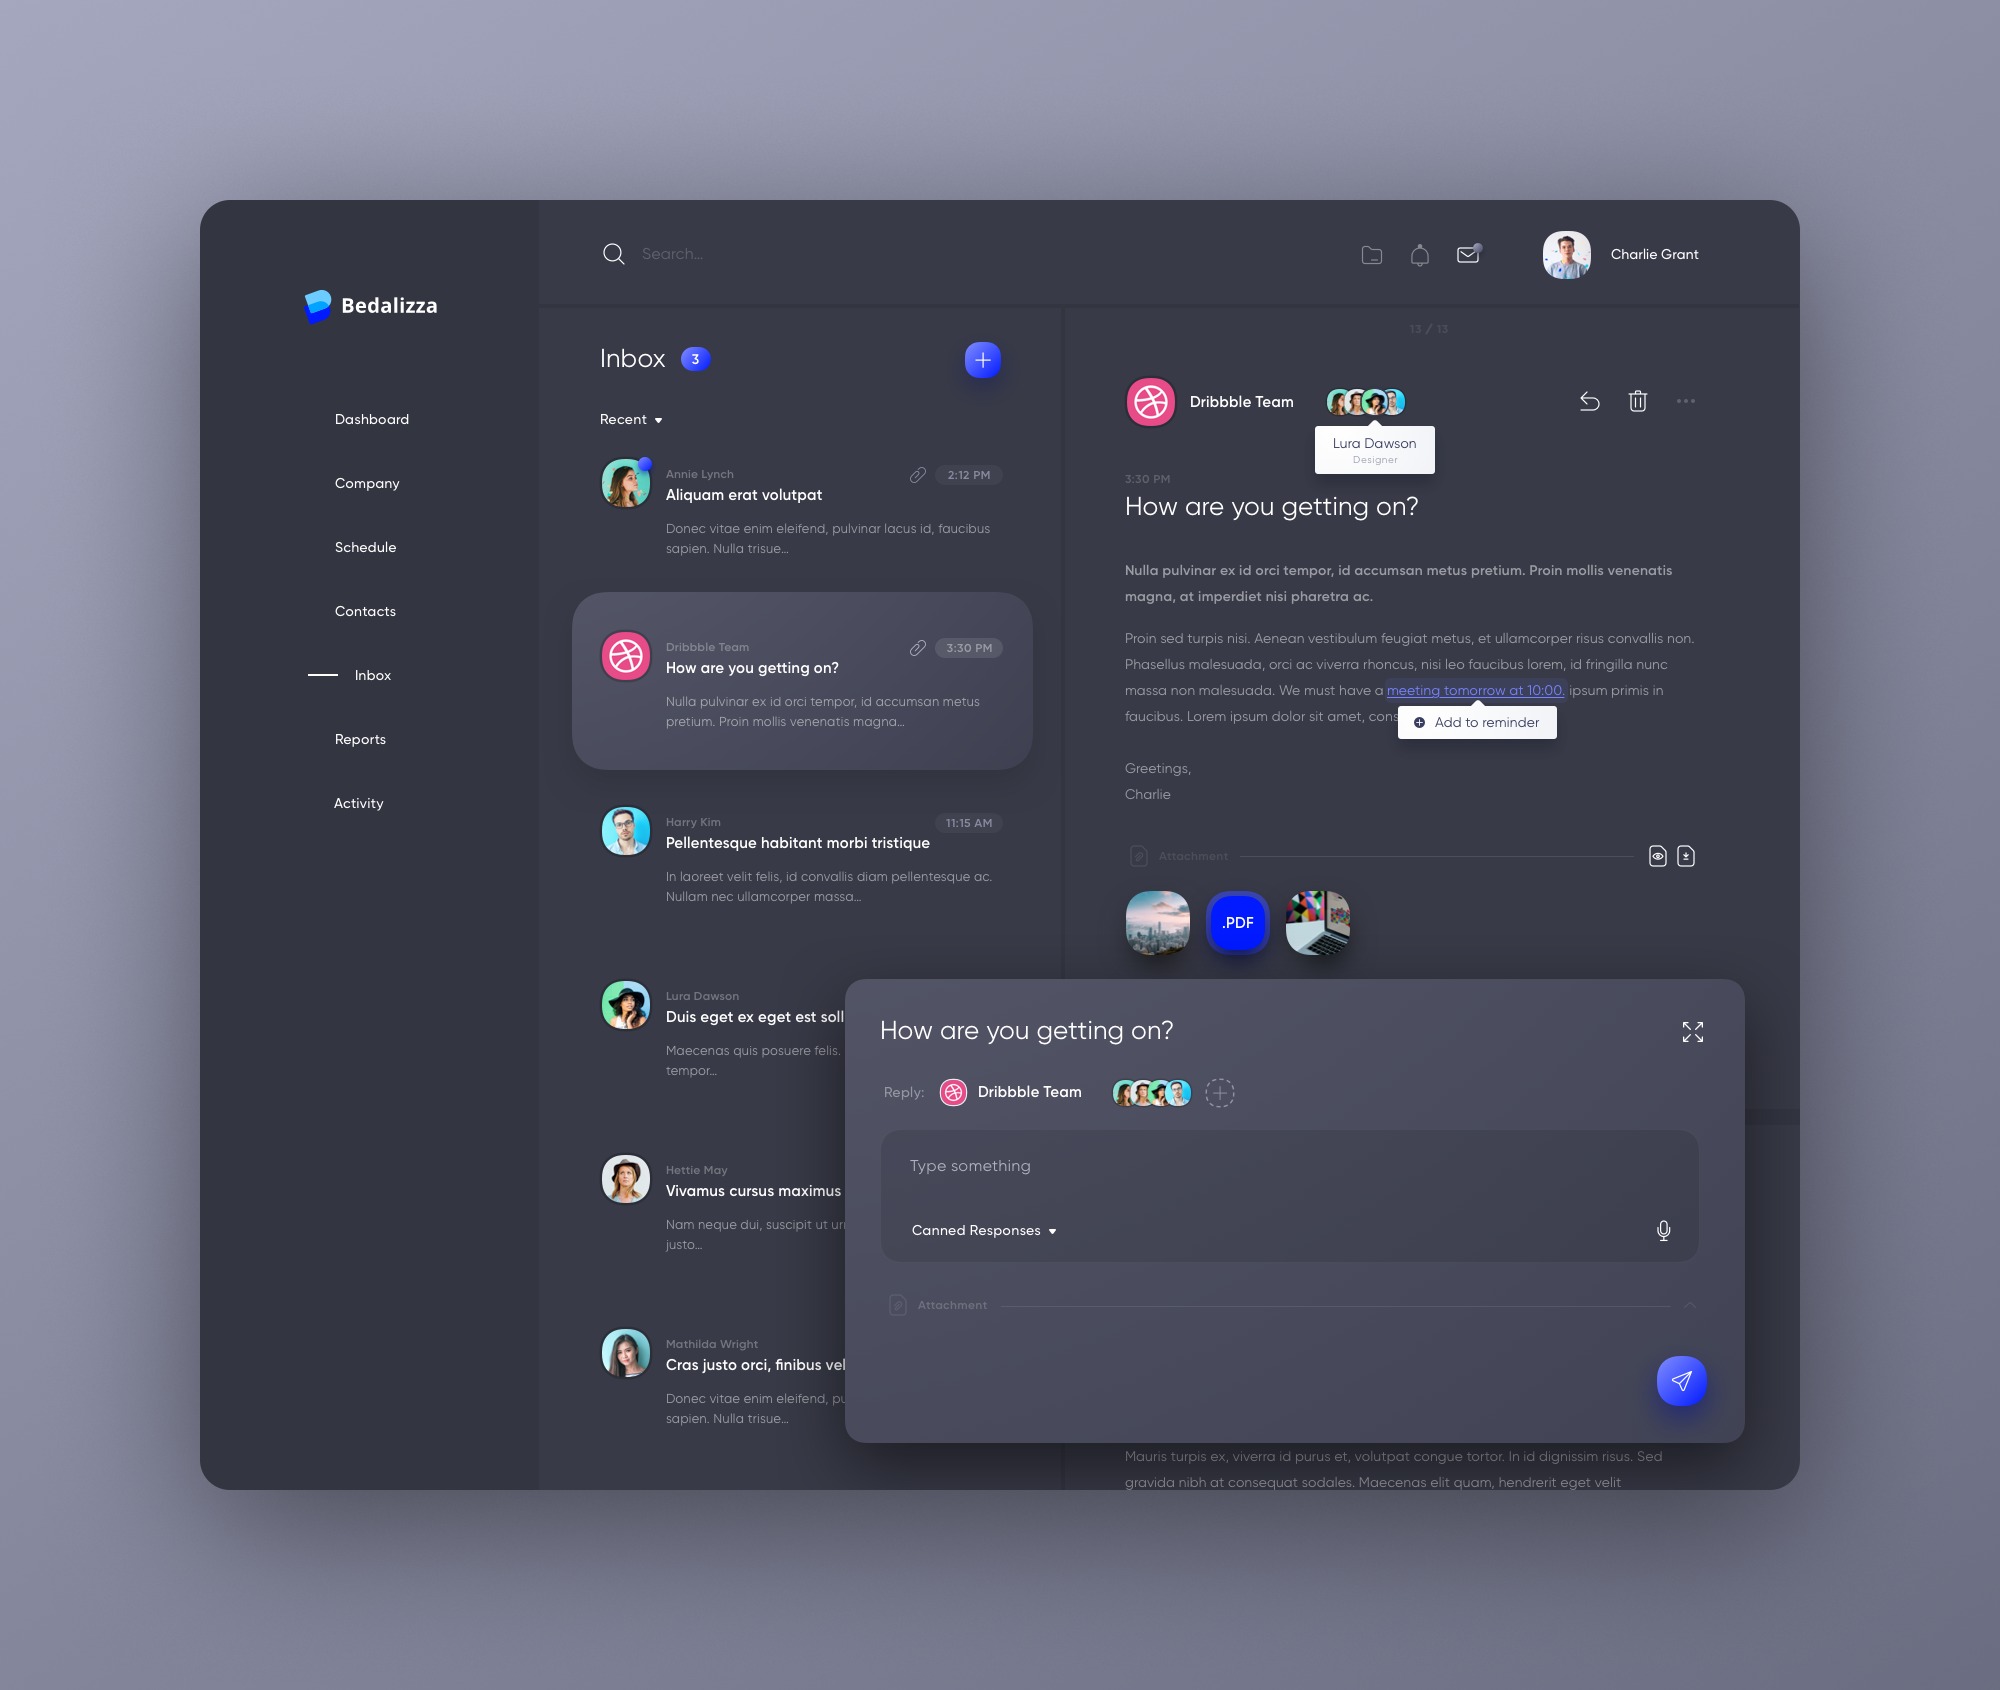 Bedalizza
Dashboard
Company
Schedule
Contacts
Inbox
Reports
Activity
Search...
Charlie Grant
Inbox 3
Recent
Annie Lynch 2:12 PM
Aliquam erat volutpat
Donec vitae enim eleifend, pulvinar lacus id, faucibus
sapien. Nulla trisue...
Dribbble Team 3:30 PM
How are you getting on?
Nulla pulvinar ex id orci tempor, id accumsan metus
pretium. Proin mollis venenatis magna...
Harry Kim 11:15 AM
Pellentesque habitant morbi tristique
In laoreet velit felis, id convallis diam pellentesque ac.
Nullam nec ullamcorper massa...
Lura Dawson
Duis eget ex eget est soll
Maecenas quis posuere felis.
tempor...
Hettie May
Vivamus cursus maximus
Nam neque dui, suscipit ut ur
justo...
Mathilda Wright
Cras justo orci, finibus vel
Donec vitae enim eleifend, pu
sapien. Nulla trisue...
13 / 13
Dribbble Team
Lura Dawson
Designer
3:30 PM
How are you getting on?
Nulla pulvinar ex id orci tempor, id accumsan metus pretium. Proin mollis venenatis
magna, at imperdiet nisi pharetra ac.
Proin sed turpis nisi. Aenean vestibulum feugiat metus, et ullamcorper risus convallis non.
Phasellus malesuada, orci ac viverra rhoncus, nisi leo faucibus lorem, id fringilla nunc
massa non malesuada. We must have a meeting tomorrow at 10:00. ipsum primis in
faucibus. Lorem ipsum dolor sit amet, cons
Add to reminder
Greetings,
Charlie
Attachment
.PDF
How are you getting on?
Reply: Dribbble Team
Type something
Canned Responses
Attachment
Mauris turpis ex, viverra id purus et, volutpat congue tortor. In id dignissim risus. Sed
gravida nibh at consequat sodales. Maecenas elit quam, hendrerit eget velit